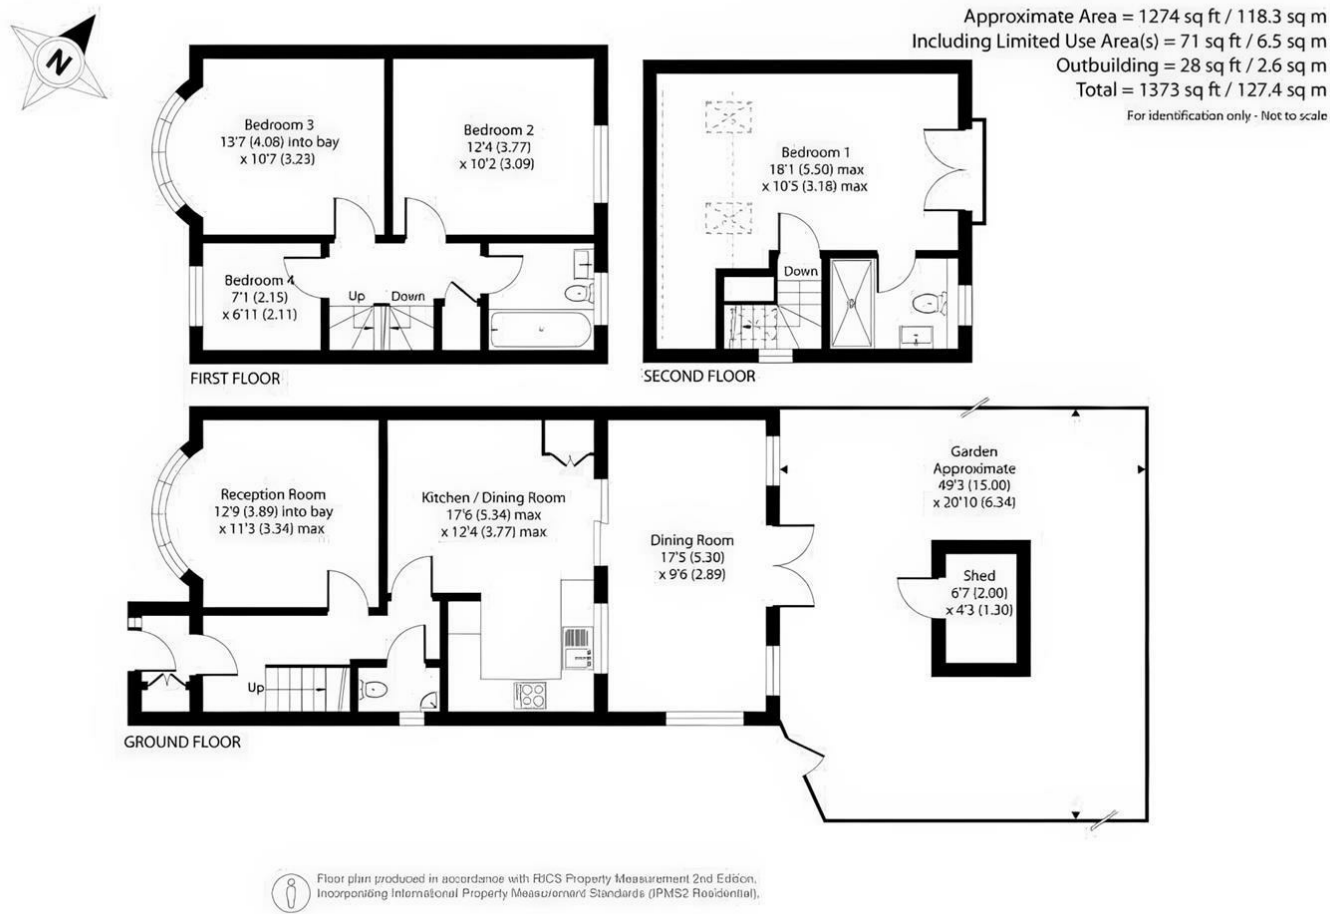 N
Approximate Area = 1274 sq ft / 118.3 sq m
Including Limited Use Area(s) = 71 sq ft / 6.5 sq m
Outbuilding = 28 sq ft / 2.6 sq m
Total = 1373 sq ft / 127.4 sq m
For identification only - Not to scale
Bedroom 3
13'7 (4.08) into bay
x 10'7 (3.23)
Bedroom 2
12'4 (3.77)
x 10'2 (3.09)
Bedroom 4
7'1 (2.15)
x 6'11 (2.11)
Up
Down
FIRST FLOOR
Bedroom 1
18'1 (5.50) max
x 10'5 (3.18) max
Down
SECOND FLOOR
Reception Room
12'9 (3.89) into bay
x 11'3 (3.34) max
Kitchen / Dining Room
17'6 (5.34) max
x 12'4 (3.77) max
Dining Room
17'5 (5.30)
x 9'6 (2.89)
Garden
Approximate
49'3 (15.00)
x 20'10 (6.34)
Shed
6'7 (2.00)
x 4'3 (1.30)
Up
GROUND FLOOR
Floor plan produced in accordance with RICS Property Measurement 2nd Edition,
Incorporating International Property Measurement Standards (IPMS2 Residential).